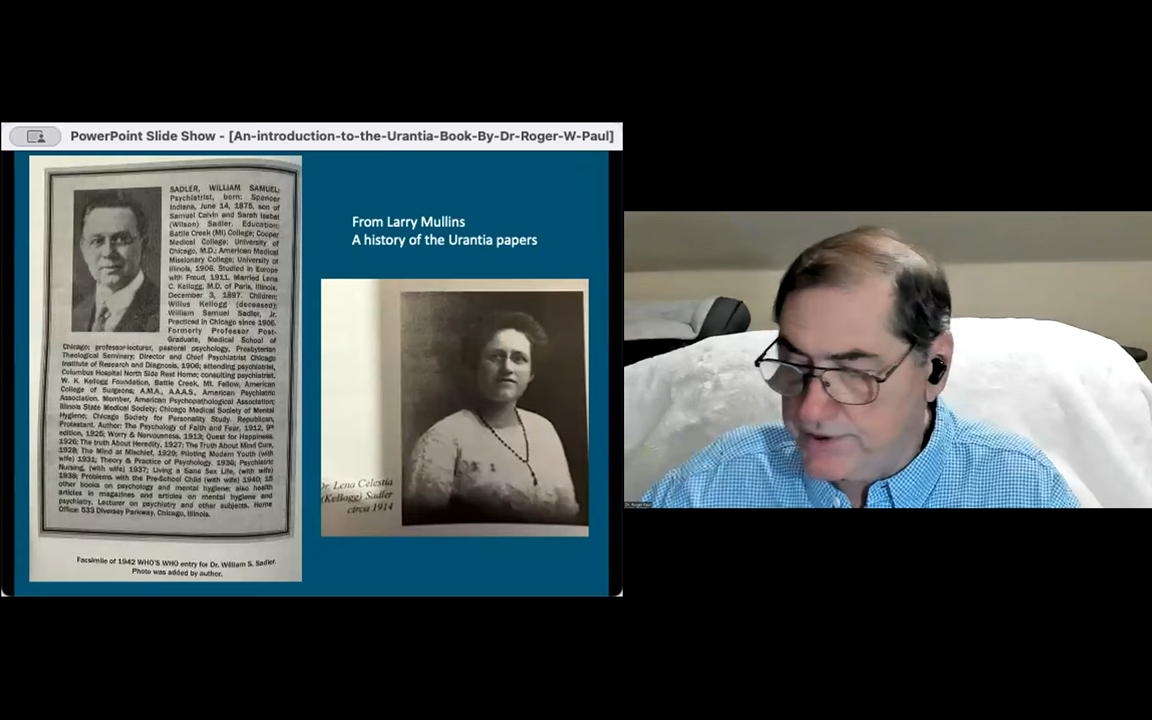 PowerPoint Slide Show - [An-introduction-to-the-Urantia-Book-By-Dr-Roger-W-Paul]
SADLER, WILLIAM SAMUEL;
Psychiatrist, born: Spencer
Indiana, June 14, 1875, son of
Samuel Calvin and Sarah Isabel
(Wilson) Sadler. Education:
Battle Creek (MI) College; Cooper
Medical College; University of
Chicago, M.D.; American Medical
Missionary College; University of
Illinois, 1906. Studied in Europe
with Freud, 1911. Married Lena
C. Kellogg, M.D. of Paris, Illinois,
December 3, 1897. Children;
Willus Kellogg (deceased);
William Samuel Sadler, Jr.
Practiced in Chicago since 1906.
Formerly Professor Post-
Graduate, Medical School of
Chicago; professor-lecturer, pastoral psychology, Presbyterian
Theological Seminary; Director and Chief Psychiatrist Chicago
Institute of Research and Diagnosis, 1906; attending psychiatrist,
Columbus Hospital North Side Rest Home; consulting psychiatrist,
W. K. Kellogg Foundation, Battle Creek, MI. Fellow, American
College of Surgeons; A.M.A., A.A.A.S., American Psychiatric
Association. Member, American Psychopathological Association;
Illinois State Medical Society; Chicago Medical Society of Mental
Hygiene; Chicago Society for Personality Study. Republican,
Protestant. Author: The Psychology of Faith and Fear, 1912, 9th
edition, 1925; Worry & Nervousness, 1913; Quest for Happiness,
1926; The truth About Heredity, 1927; The Truth About Mind Cure,
1928; The Mind at Mischief, 1929; Piloting Modern Youth (with
wife) 1931; Theory & Practice of Psychology, 1936; Psychiatric
Nursing, (with wife) 1937; Living a Sane Sex Life, (with wife)
1938; Problems with the Pre-School Child (with wife) 1940; 15
other books on psychology and mental hygiene; also health
articles in magazines and articles on mental hygiene and
psychiatry. Lecturer on psychiatry and other subjects. Home
Office: 533 Diversey Parkway, Chicago, Illinois.
Facsimile of 1942 WHO'S WHO entry for Dr. William S. Sadler.
Photo was added by author.
From Larry Mullins
A history of the Urantia papers
Dr. Lena Celestia
(Kellogg) Sadler
circa 1914